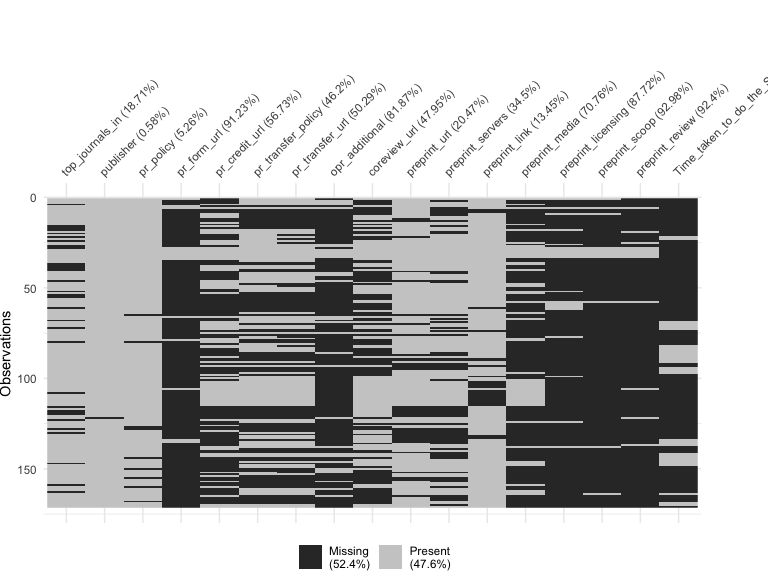 top_journals_in (18.71%)
publisher (0.58%)
pr_policy (5.26%)
pr_form_url (91.23%)
pr_credit_url (56.73%)
pr_transfer_policy (46.2%)
pr_transfer_url (50.29%)
opr_additional (81.87%)
coreview_url (47.95%)
preprint_url (20.47%)
preprint_servers (34.5%)
preprint_link (13.45%)
preprint_media (70.76%)
preprint_licensing (87.72%)
preprint_scoop (92.98%)
preprint_review (92.4%)
Time_taken_to_do_the_S
0
50
100
150
Observations
Missing
(52.4%)
Present
(47.6%)